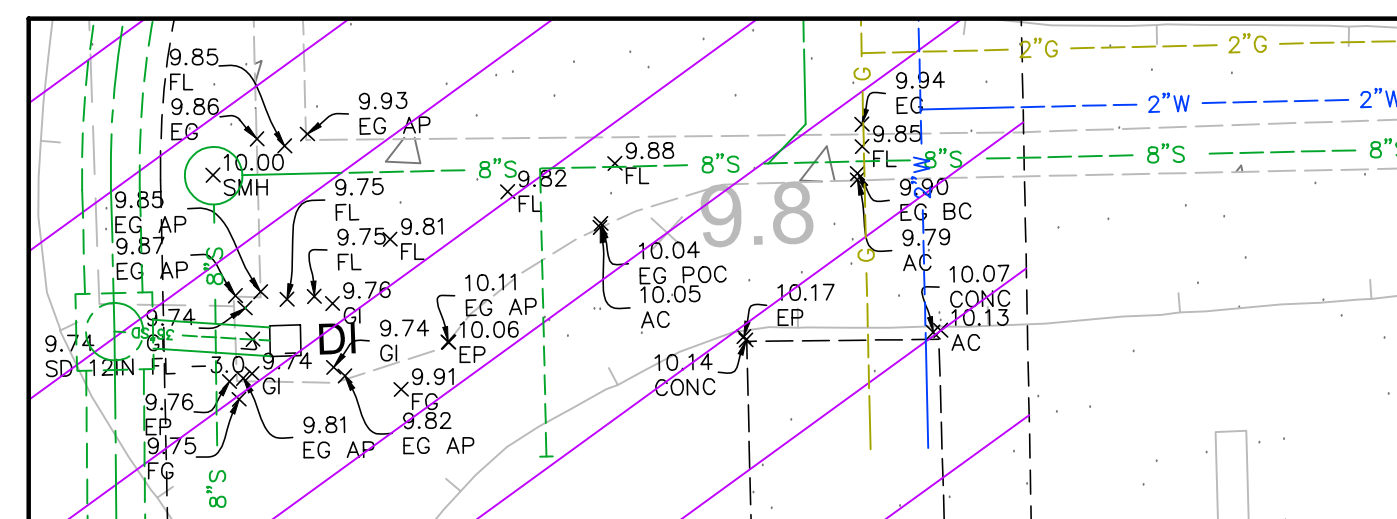 9.85
FL
9.86
EG
9.93
EG AP
10.00
SMH
9.94
EG
9.85
FL
2"G
2"G
G
2"W
2"W
8"S
8"S
8"S
8"S
8"S
9.88
FL
9.82
FL
2"W
9.90
EG BC
9.79
AC
G
9.8
9.85
EG AP
9.87
EG AP
8"S
9.75
FL
9.75
FL
9.81
FL
10.04
EG POC
10.05
AC
10.07
CONC
10.13
AC
10.17
EP
10.14
CONC
10.11
EG AP
10.06
EP
9.76
GI
9.74
GI
DI
9.74
GI
9.74
SD 12IN FL -3.0
9.74
GI
9.91
FG
9.76
EP
9.75
FG
9.81
EG AP
9.82
EG AP
8"S